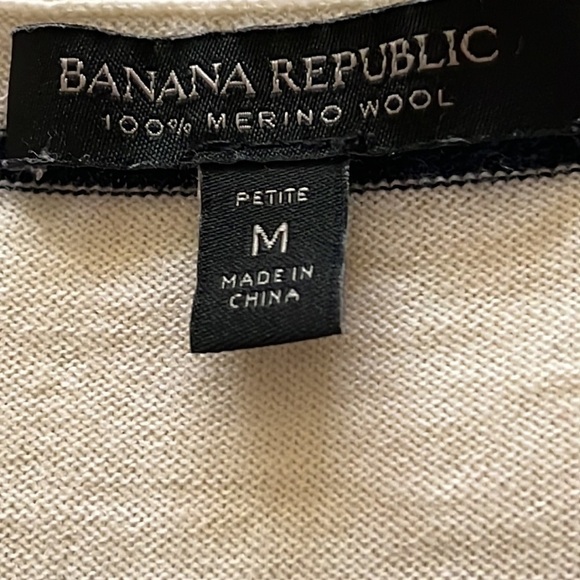 BANANA REPUBLIC
100% MERINO WOOL
PETITE
M
MADE IN
CHINA